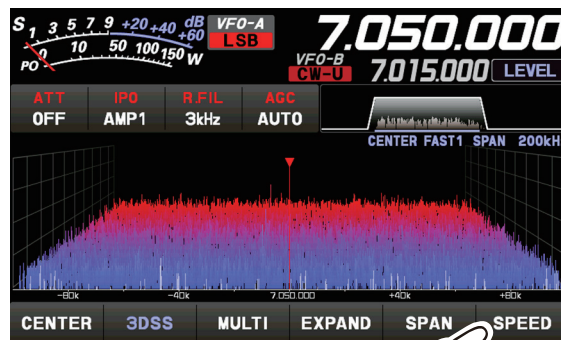 S 1 3 5 7 9 +20 +40 +60 dB
PO 0 10 50 100 150 W
VFO-A
LSB
7.050.000
VFO-B
CW-U
7.015.000
LEVEL
ATT IPO R.FIL AGC
OFF AMP1 3kHz AUTO
CENTER FAST1 SPAN 200kH
-80k -40k 7.050.000 +40k +80k
CENTER 3DSS MULTI EXPAND SPAN SPEED